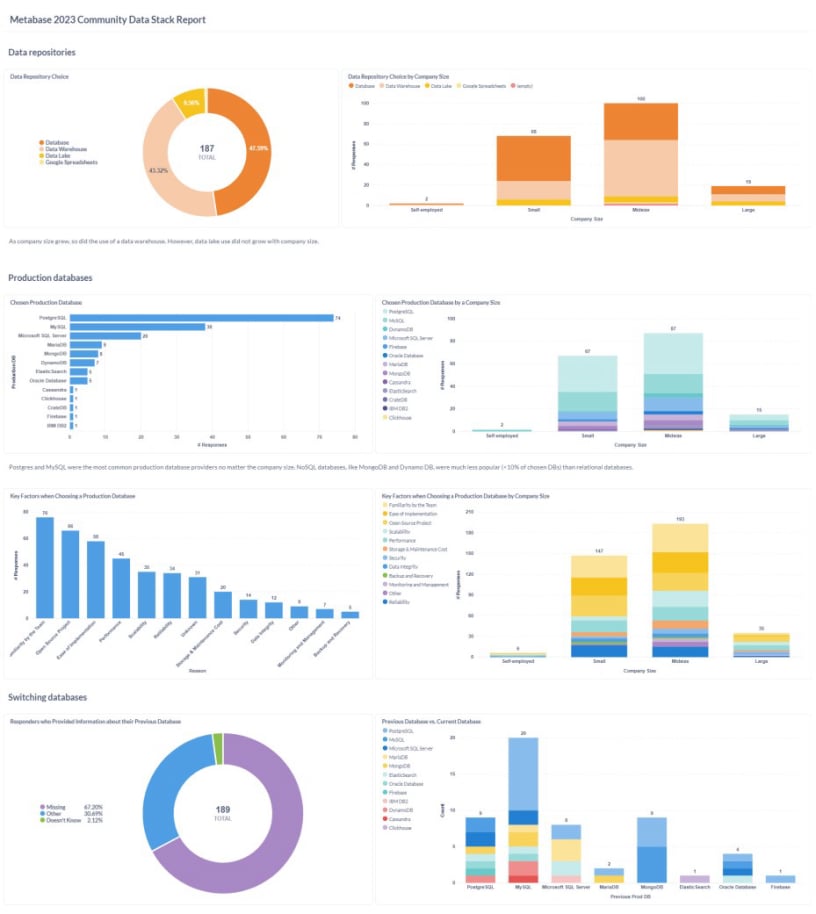 Metabase 2023 Community Data Stack Report
Data repositories
Data Repository Choice
Database
Data Warehouse
Data Lake
Google Spreadsheets
187
TOTAL
43.32%
Data Repository Choice by Company Size
Database Data Warehouse Data Lake Google Spreadsheets (empty)
# Responses
100
80
60
40
20
0
2
68
100
19
Self-employed Small Midsize Large
Company Size
As company size grew, so did the use of a data warehouse. However, data lake use did not grow with company size.
Production databases
Chosen Production Database
Production DB
PostgreSQL 74
MySQL 38
Microsoft SQL Server 20
MariaDB 9
MongoDB 8
DynamoDB 7
ElasticSearch 5
Oracle Database 5
Cassandra 1
Clickhouse 1
CrateDB 1
Firebase 1
IBM DB2 1
0 10 20 30 40 50 60 70 80
# Responses
Chosen Production Database by a Company Size
PostgreSQL
MySQL
DynamoDB
Microsoft SQL Server
Firebase
Oracle Database
MariaDB
MongoDB
Cassandra
ElasticSearch
CrateDB
IBM DB2
Clickhouse
# Responses
100
80
60
40
20
0
2
67
87
15
Self-employed Small Midsize Large
Company Size
Postgres and MySQL were the most common production database providers no matter the company size. NoSQL databases, like MongoDB and Dynamo DB, were much less popular (<10% of chosen DBs) than relational databases.
Key Factors when Choosing a Production Database
# Responses
80
60
40
20
0
76
66
58
45
35
34
31
20
14
12
9
7
5
miliarity by the Team
Open Source Project
Ease of Implementation
Performance
Scalability
Reliability
Unknown
Storage & Maintenance Cost
Security
Data Integrity
Other
Monitoring and Management
Backup and Recovery
Reason
Key Factors when Choosing a Production Database by Company Size
Familiarity by the Team
Ease of Implementation
Open Source Project
Scalability
Performance
Storage & Maintenance Cost
Security
Data Integrity
Backup and Recovery
Monitoring and Management
Other
Reliability
# Responses
210
180
150
120
90
60
30
0
6
147
193
Self-employed Small Midsize Large
Company Size
Switching databases
Responders who Provided Information about their Previous Database
Missing 67.20%
Other 30.69%
Doesn't Know 2.12%
189
TOTAL
Previous Database vs. Current Database
PostgreSQL
MySQL
Microsoft SQL Server
MariaDB
MongoDB
ElasticSearch
Oracle Database
Firebase
IBM DB2
DynamoDB
Cassandra
Clickhouse
Count
20
15
10
5
0
9
20
8
2
9
1
4
1
PostgreSQL MySQL Microsoft SQL Server MariaDB MongoDB ElasticSearch Oracle Database Firebase
Previous Prod DB